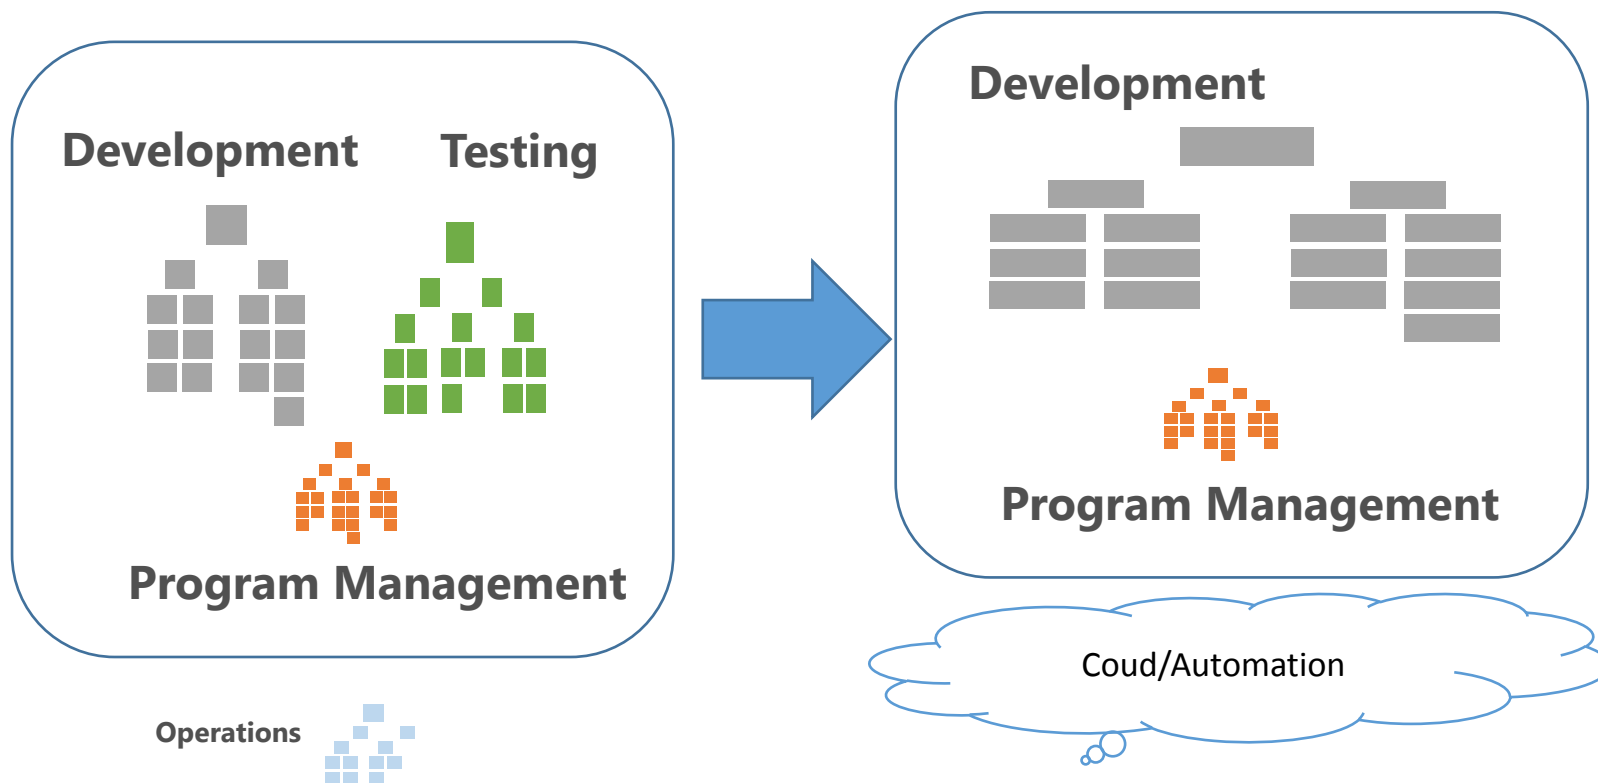 Development
Testing
Program Management
Operations
Development
Program Management
Coud/Automation